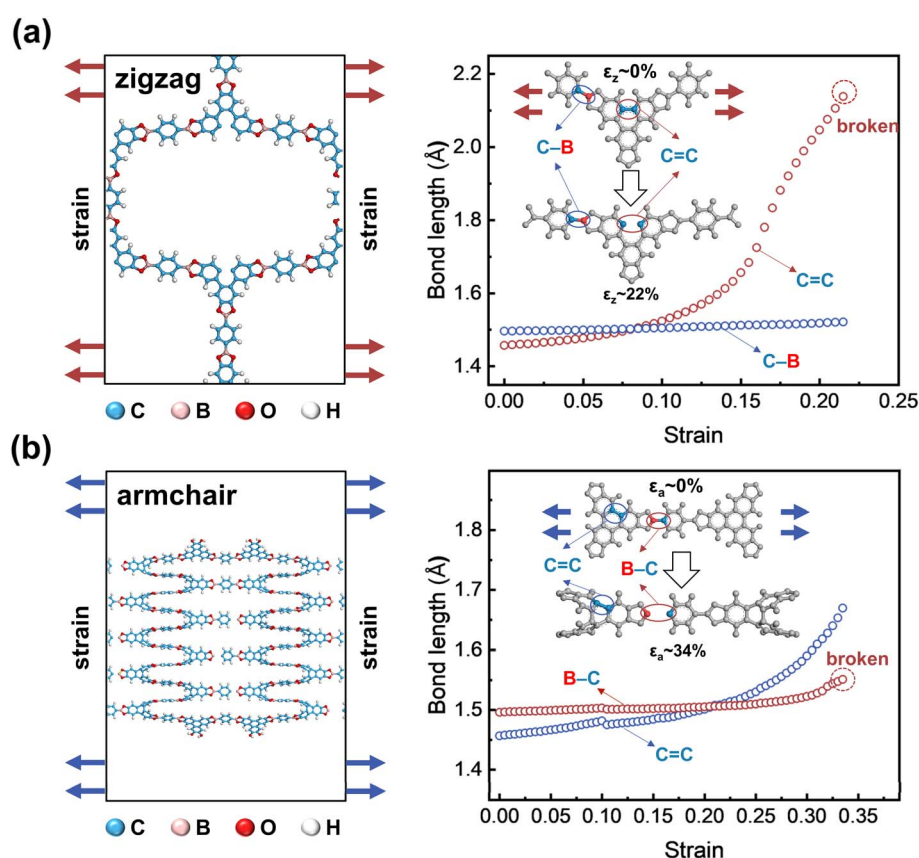 (a)
zigzag
strain
strain
C B O H
Bond length (Å)
2.2
2.0
1.8
1.6
1.4
0.00 0.05 0.10 0.15 0.20 0.25
Strain
εz~0%
C–B
C=C
εz~22%
broken
C=C
C–B
(b)
armchair
strain
strain
C B O H
Bond length (Å)
1.8
1.7
1.6
1.5
1.4
0.00 0.05 0.10 0.15 0.20 0.25 0.30 0.35
Strain
εa~0%
C=C
B–C
εa~34%
broken
B–C
C=C